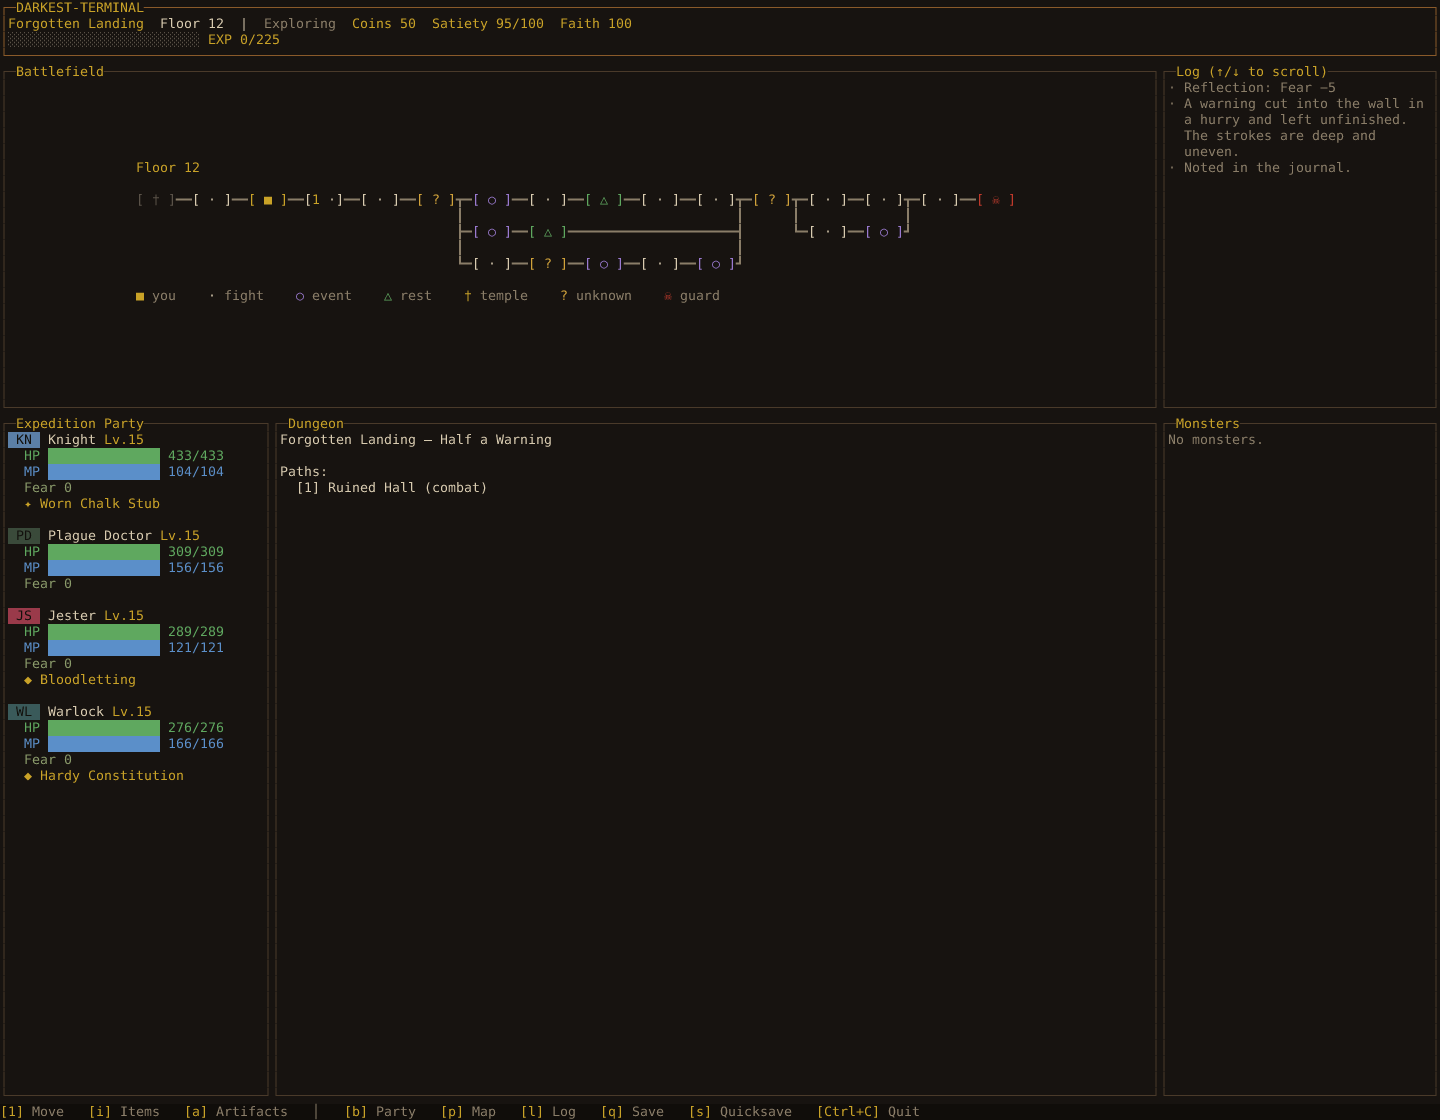 DARKEST-TERMINAL
Forgotten Landing  Floor 12  |  Exploring  Coins 50  Satiety 95/100  Faith 100
EXP 0/225
Battlefield
Floor 12
[ † ]──[ · ]──[ ■ ]──[1 ·]──[ · ]──[ ? ]┬─[ ○ ]──[ · ]──[ △ ]──[ · ]──[ · ]┬─[ ? ]┬─[ · ]──[ · ]┬─[ · ]──[ ☠ ]
├─[ ○ ]──[ △ ]─────────────────────┤      └─[ · ]──[ ○ ]┘
└─[ · ]──[ ? ]──[ ○ ]──[ · ]──[ ○ ]┘
■ you    · fight    ○ event    △ rest    † temple    ? unknown    ☠ guard
Log (↑/↓ to scroll)
· Reflection: Fear −5
· A warning cut into the wall in
a hurry and left unfinished.
The strokes are deep and
uneven.
· Noted in the journal.
Expedition Party
KN Knight Lv.15
HP 433/433
MP 104/104
Fear 0
✦ Worn Chalk Stub
PD Plague Doctor Lv.15
HP 309/309
MP 156/156
Fear 0
JS Jester Lv.15
HP 289/289
MP 121/121
Fear 0
◆ Bloodletting
WL Warlock Lv.15
HP 276/276
MP 166/166
Fear 0
◆ Hardy Constitution
Dungeon
Forgotten Landing — Half a Warning
Paths:
[1] Ruined Hall (combat)
Monsters
No monsters.
[1] Move   [i] Items   [a] Artifacts   │   [b] Party   [p] Map   [l] Log   [q] Save   [s] Quicksave   [Ctrl+C] Quit